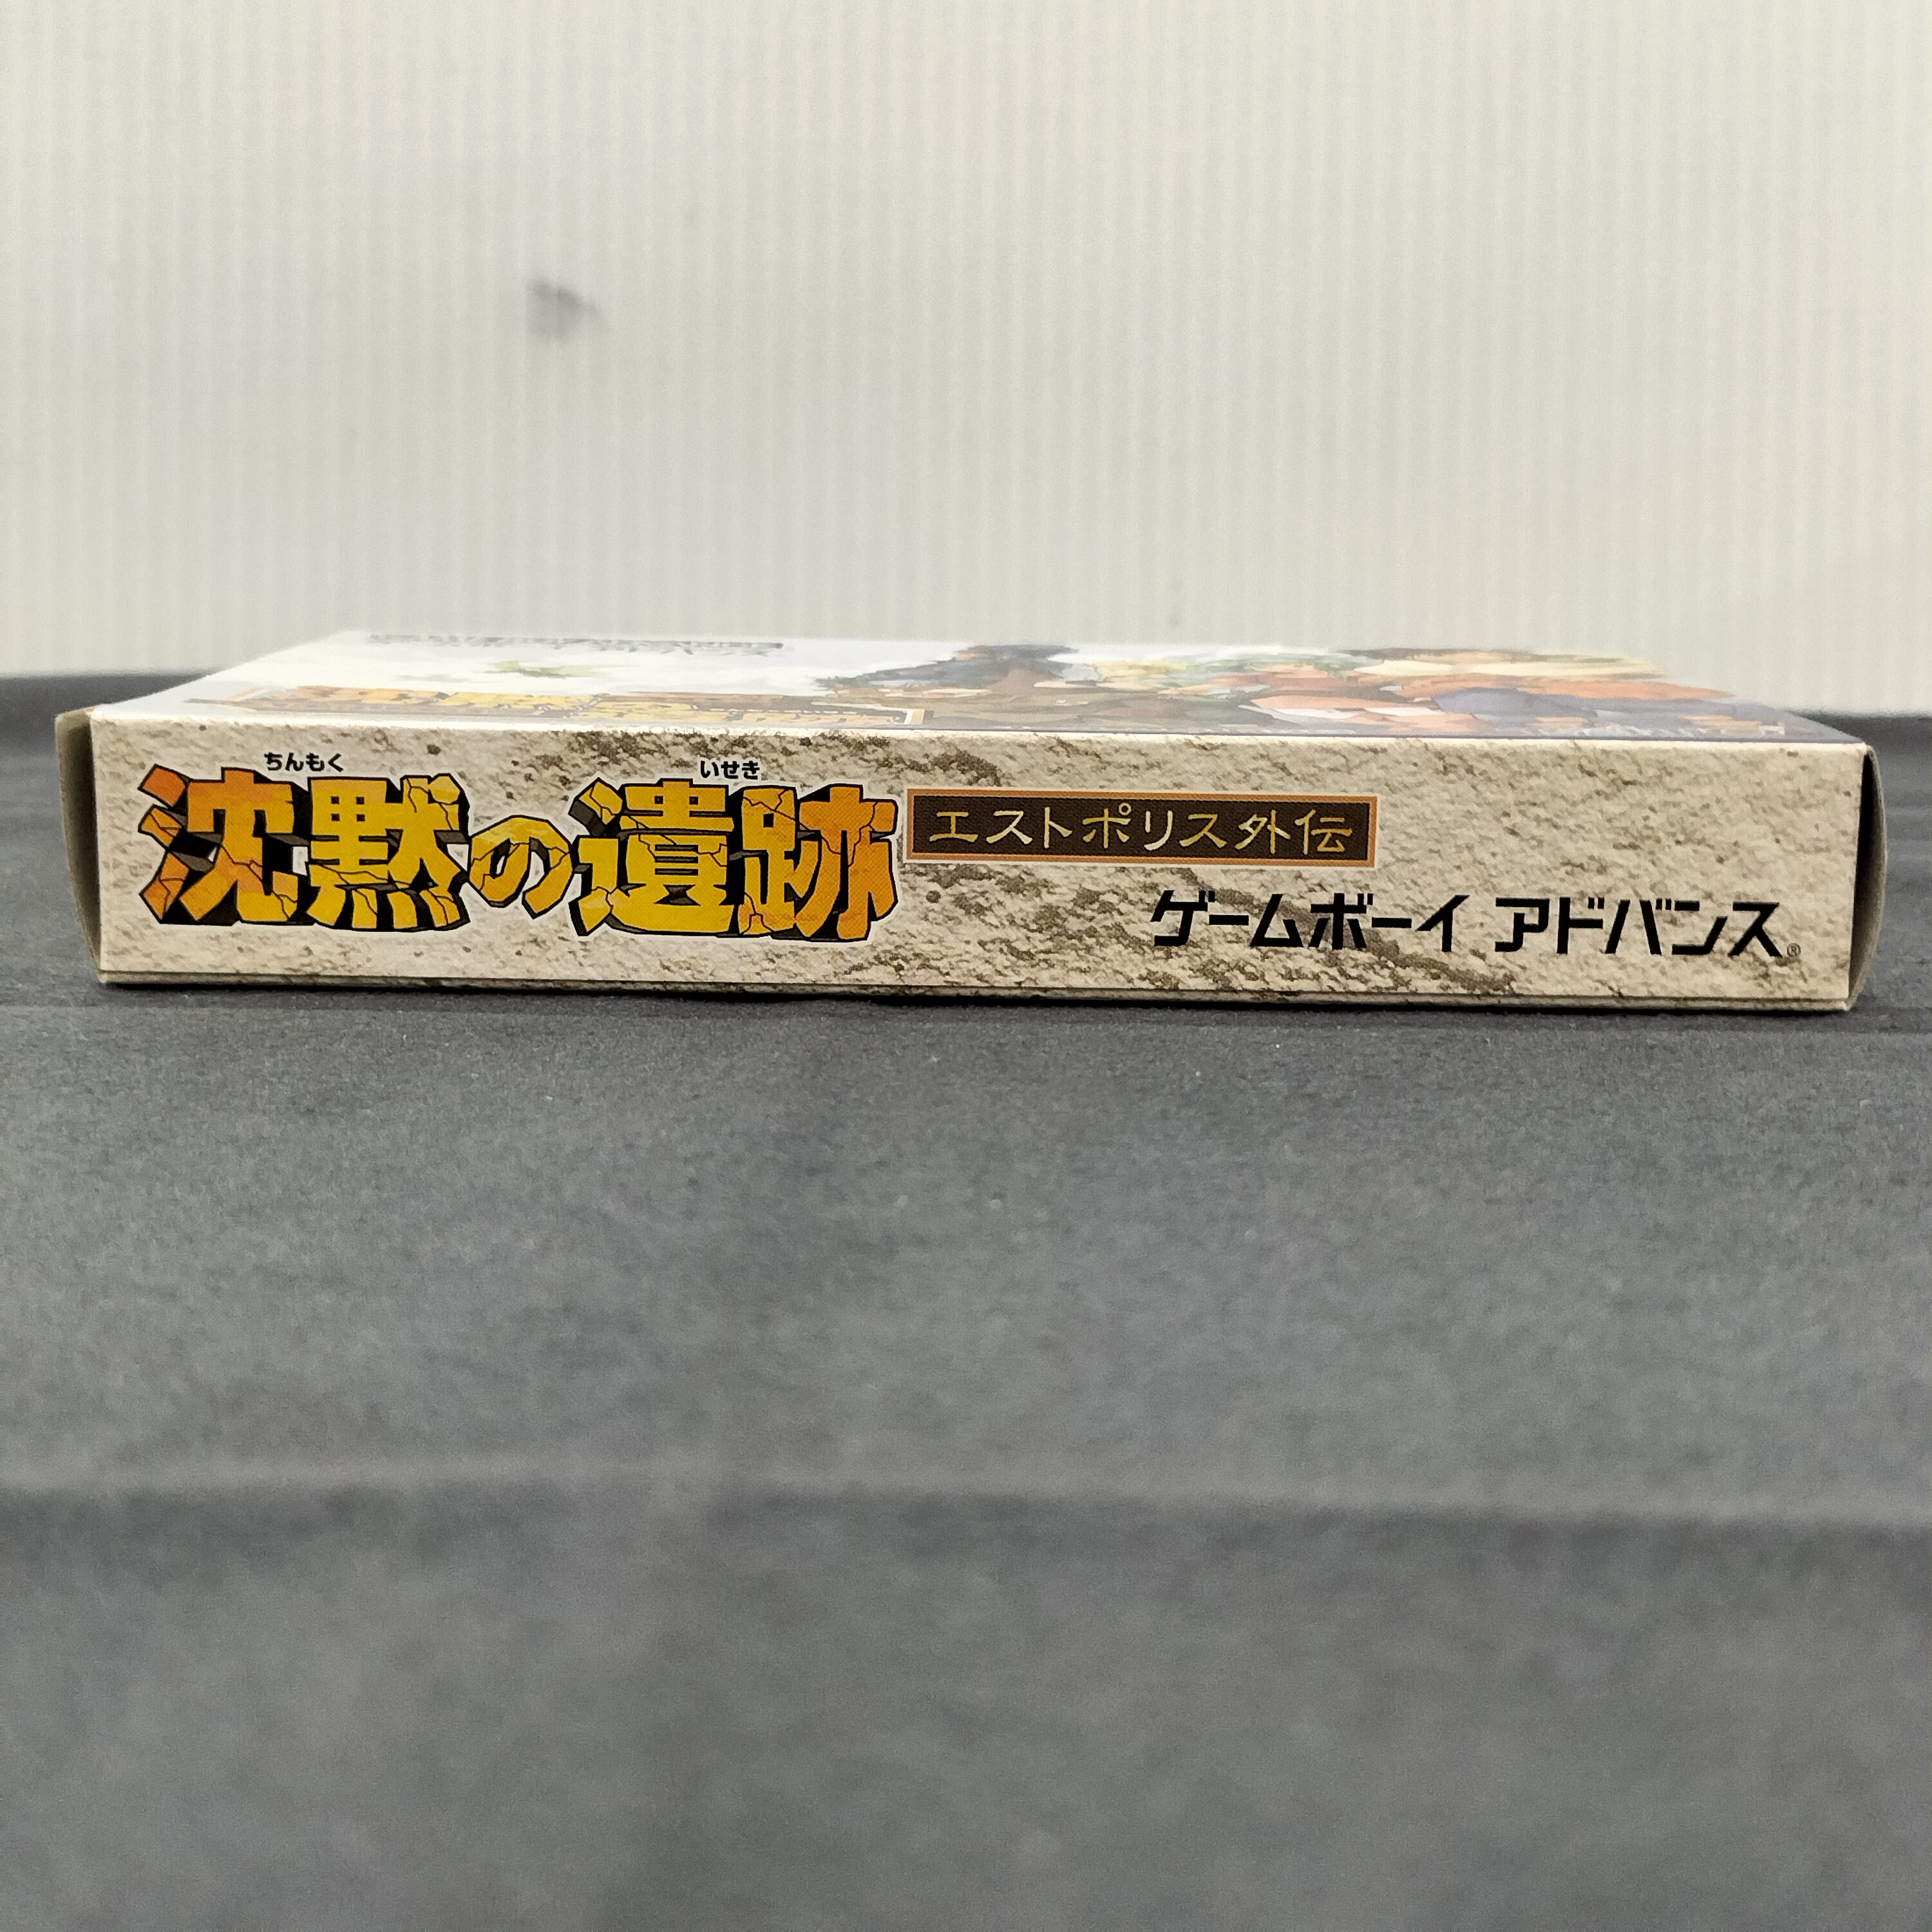 ちんもく いせき
沈黙の遺跡
エストポリス外伝
ゲームボーイ アドバンス®